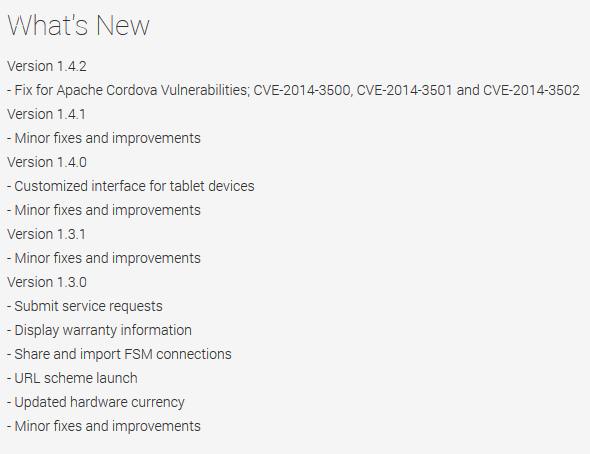 What's New
Version 1.4.2
- Fix for Apache Cordova Vulnerabilities; CVE-2014-3500, CVE-2014-3501 and CVE-2014-3502
Version 1.4.1
- Minor fixes and improvements
Version 1.4.0
- Customized interface for tablet devices
- Minor fixes and improvements
Version 1.3.1
- Minor fixes and improvements
Version 1.3.0
- Submit service requests
- Display warranty information
- Share and import FSM connections
- URL scheme launch
- Updated hardware currency
- Minor fixes and improvements